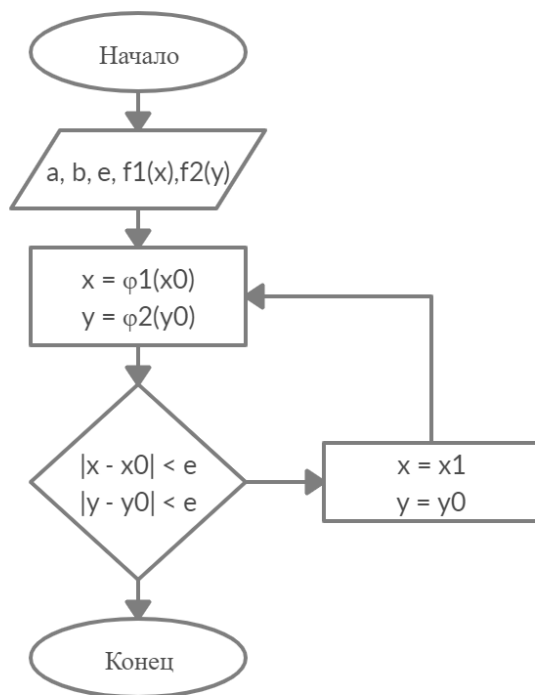 Начало
a, b, e, f1(x),f2(y)
x = φ1(x0)
y = φ2(y0)
|x - x0| < e
|y - y0| < e
x = x1
y = y0
Конец